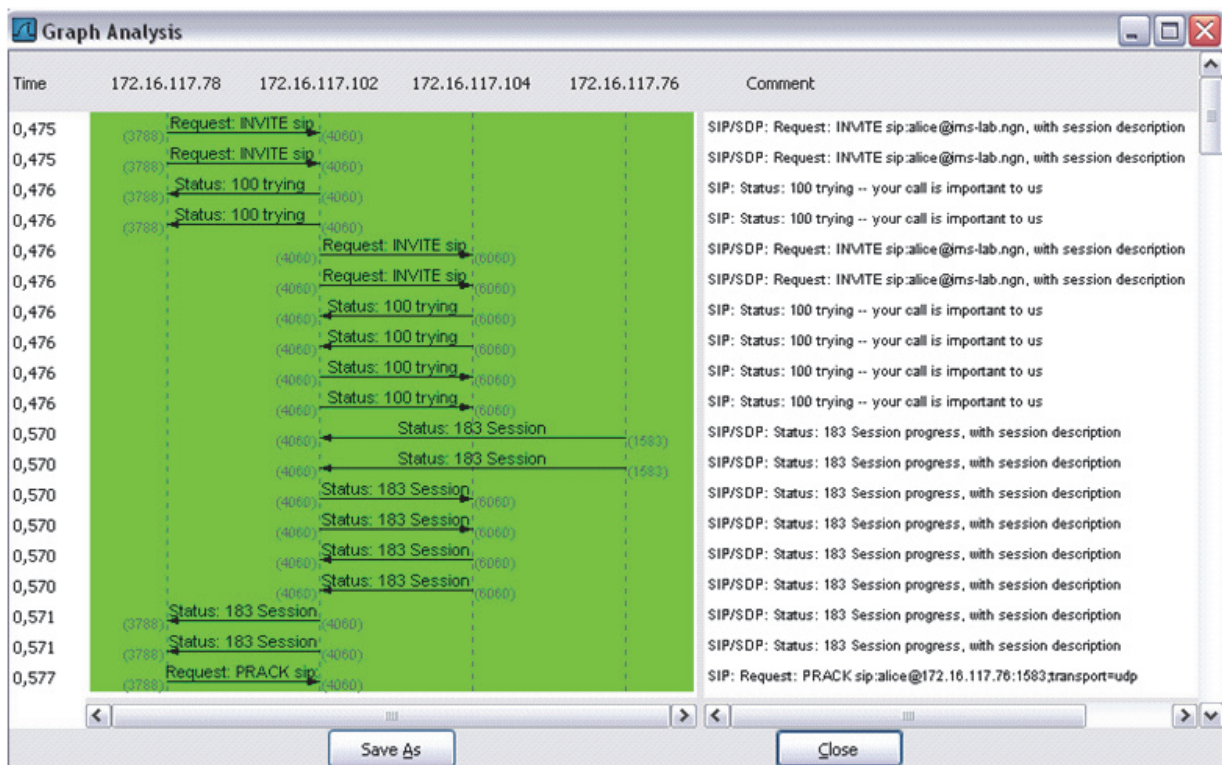 Graph Analysis
Time 172.16.117.78 172.16.117.102 172.16.117.104 172.16.117.76 Comment
0,475 (3788) Request: INVITE sip (4060) SIP/SDP: Request: INVITE sip:alice@ims-lab.ngn, with session description
0,475 (3788) Request: INVITE sip (4060) SIP/SDP: Request: INVITE sip:alice@ims-lab.ngn, with session description
0,476 (3788) Status: 100 trying (4060) SIP: Status: 100 trying -- your call is important to us
0,476 (3788) Status: 100 trying (4060) SIP: Status: 100 trying -- your call is important to us
0,476 (4060) Request: INVITE sip (6060) SIP/SDP: Request: INVITE sip:alice@ims-lab.ngn, with session description
0,476 (4060) Request: INVITE sip (6060) SIP/SDP: Request: INVITE sip:alice@ims-lab.ngn, with session description
0,476 (4060) Status: 100 trying (6060) SIP: Status: 100 trying -- your call is important to us
0,476 (4060) Status: 100 trying (6060) SIP: Status: 100 trying -- your call is important to us
0,476 (4060) Status: 100 trying (6060) SIP: Status: 100 trying -- your call is important to us
0,476 (4060) Status: 100 trying (6060) SIP: Status: 100 trying -- your call is important to us
0,570 (4060) Status: 183 Session (1583) SIP/SDP: Status: 183 Session progress, with session description
0,570 (4060) Status: 183 Session (1583) SIP/SDP: Status: 183 Session progress, with session description
0,570 (4060) Status: 183 Session (6060) SIP/SDP: Status: 183 Session progress, with session description
0,570 (4060) Status: 183 Session (6060) SIP/SDP: Status: 183 Session progress, with session description
0,570 (4060) Status: 183 Session (6060) SIP/SDP: Status: 183 Session progress, with session description
0,570 (4060) Status: 183 Session (6060) SIP/SDP: Status: 183 Session progress, with session description
0,571 (3788) Status: 183 Session (4060) SIP/SDP: Status: 183 Session progress, with session description
0,571 (3788) Status: 183 Session (4060) SIP/SDP: Status: 183 Session progress, with session description
0,577 (3788) Request: PRACK sip: (4060) SIP: Request: PRACK sip:alice@172.16.117.76:1583;transport=udp
Save As Close